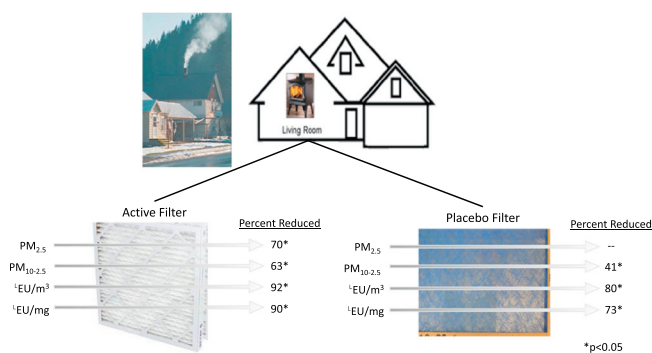 Living Room
Active Filter
Percent Reduced
PM2.5 70*
PM10-2.5 63*
ᴸEU/m³ 92*
ᴸEU/mg 90*
Placebo Filter
Percent Reduced
PM2.5 --
PM10-2.5 41*
ᴸEU/m³ 80*
ᴸEU/mg 73*
*p<0.05